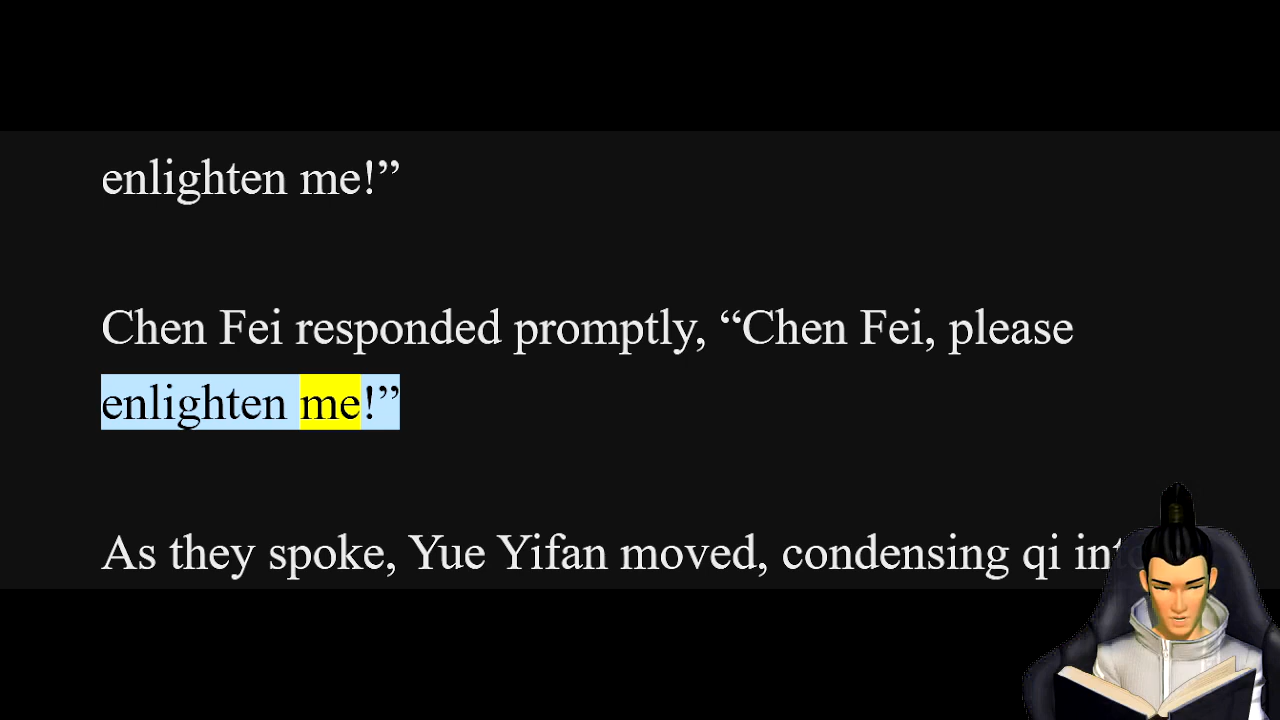 enlighten me!”
Chen Fei responded promptly, “Chen Fei, please
enlighten me!”
As they spoke, Yue Yifan moved, condensing qi